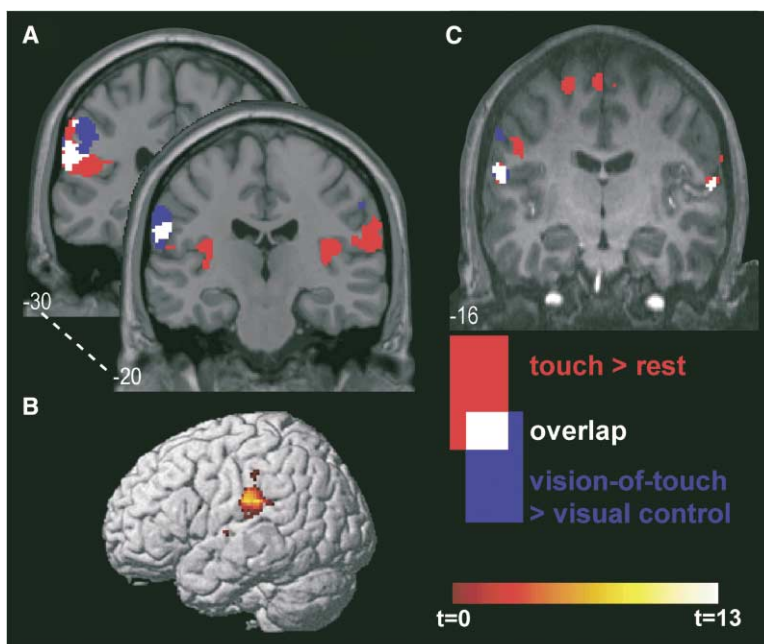 A
C
-30
-20
-16
touch > rest
B
overlap
vision-of-touch
> visual control
t=0
t=13